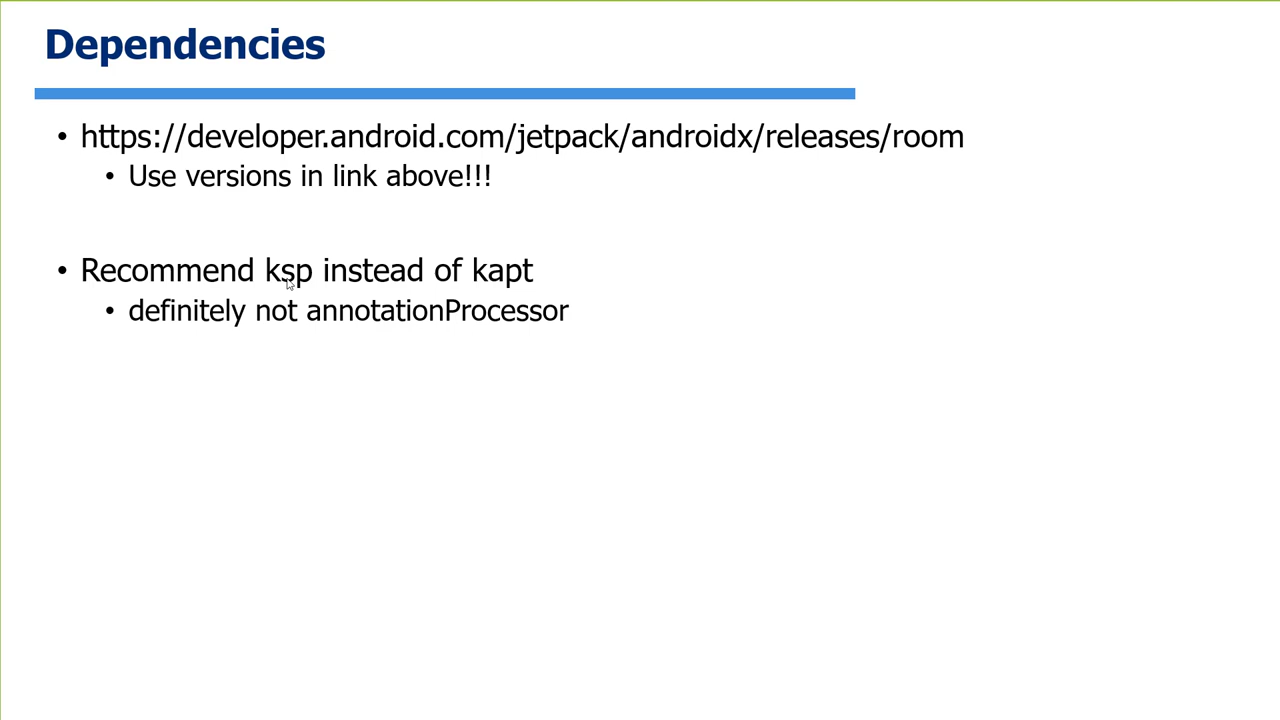 Dependencies
• https://developer.android.com/jetpack/androidx/releases/room
• Use versions in link above!!!
• Recommend ksp instead of kapt
• definitely not annotationProcessor